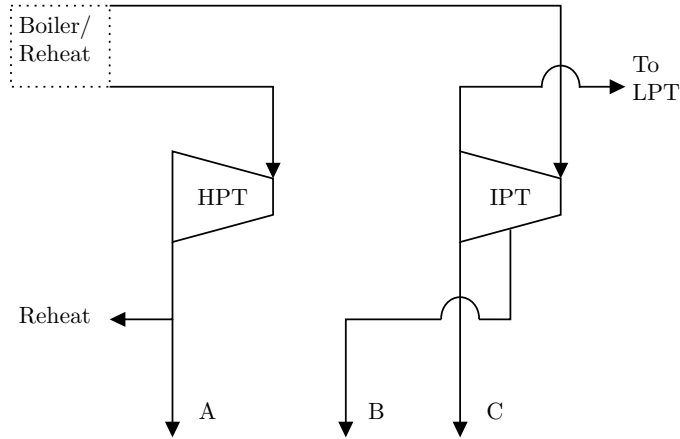 Boiler/
Reheat
To
LPT
HPT
IPT
Reheat
A
B
C